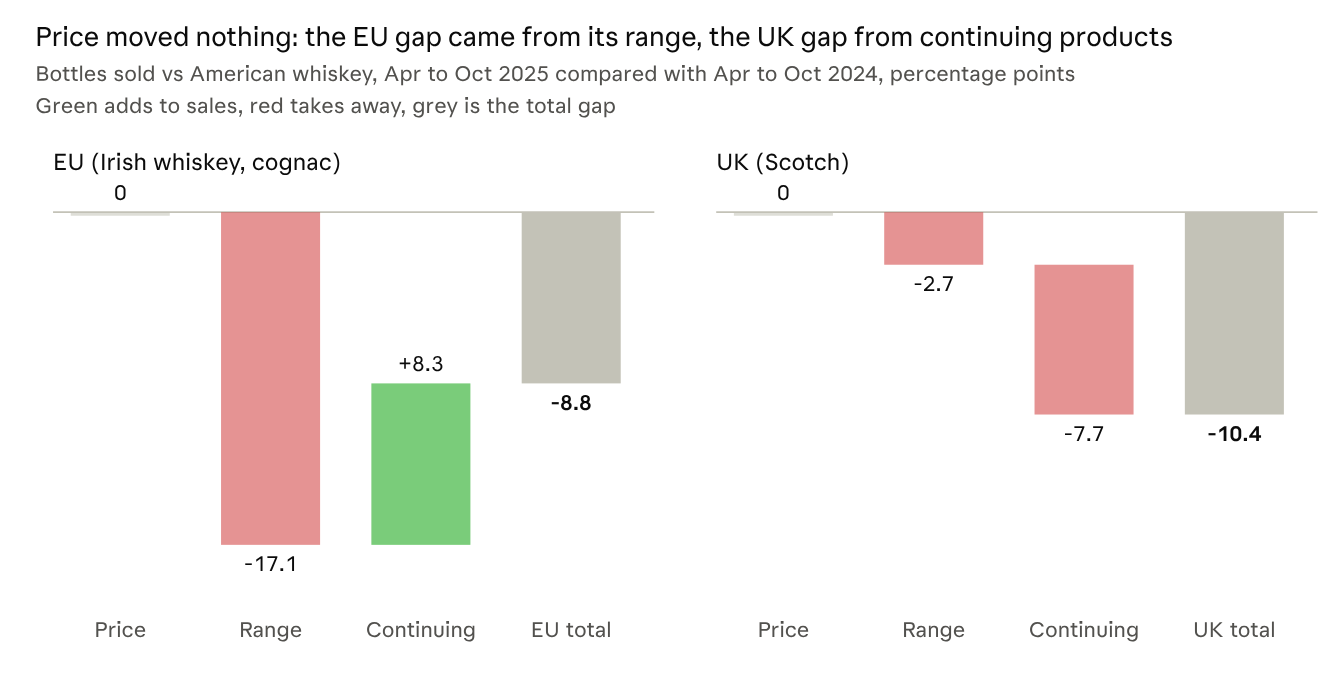 Price moved nothing: the EU gap came from its range, the UK gap from continuing products
Bottles sold vs American whiskey, Apr to Oct 2025 compared with Apr to Oct 2024, percentage points
Green adds to sales, red takes away, grey is the total gap
EU (Irish whiskey, cognac)
0
-17.1
+8.3
-8.8
Price
Range
Continuing
EU total
UK (Scotch)
0
-2.7
-7.7
-10.4
Price
Range
Continuing
UK total